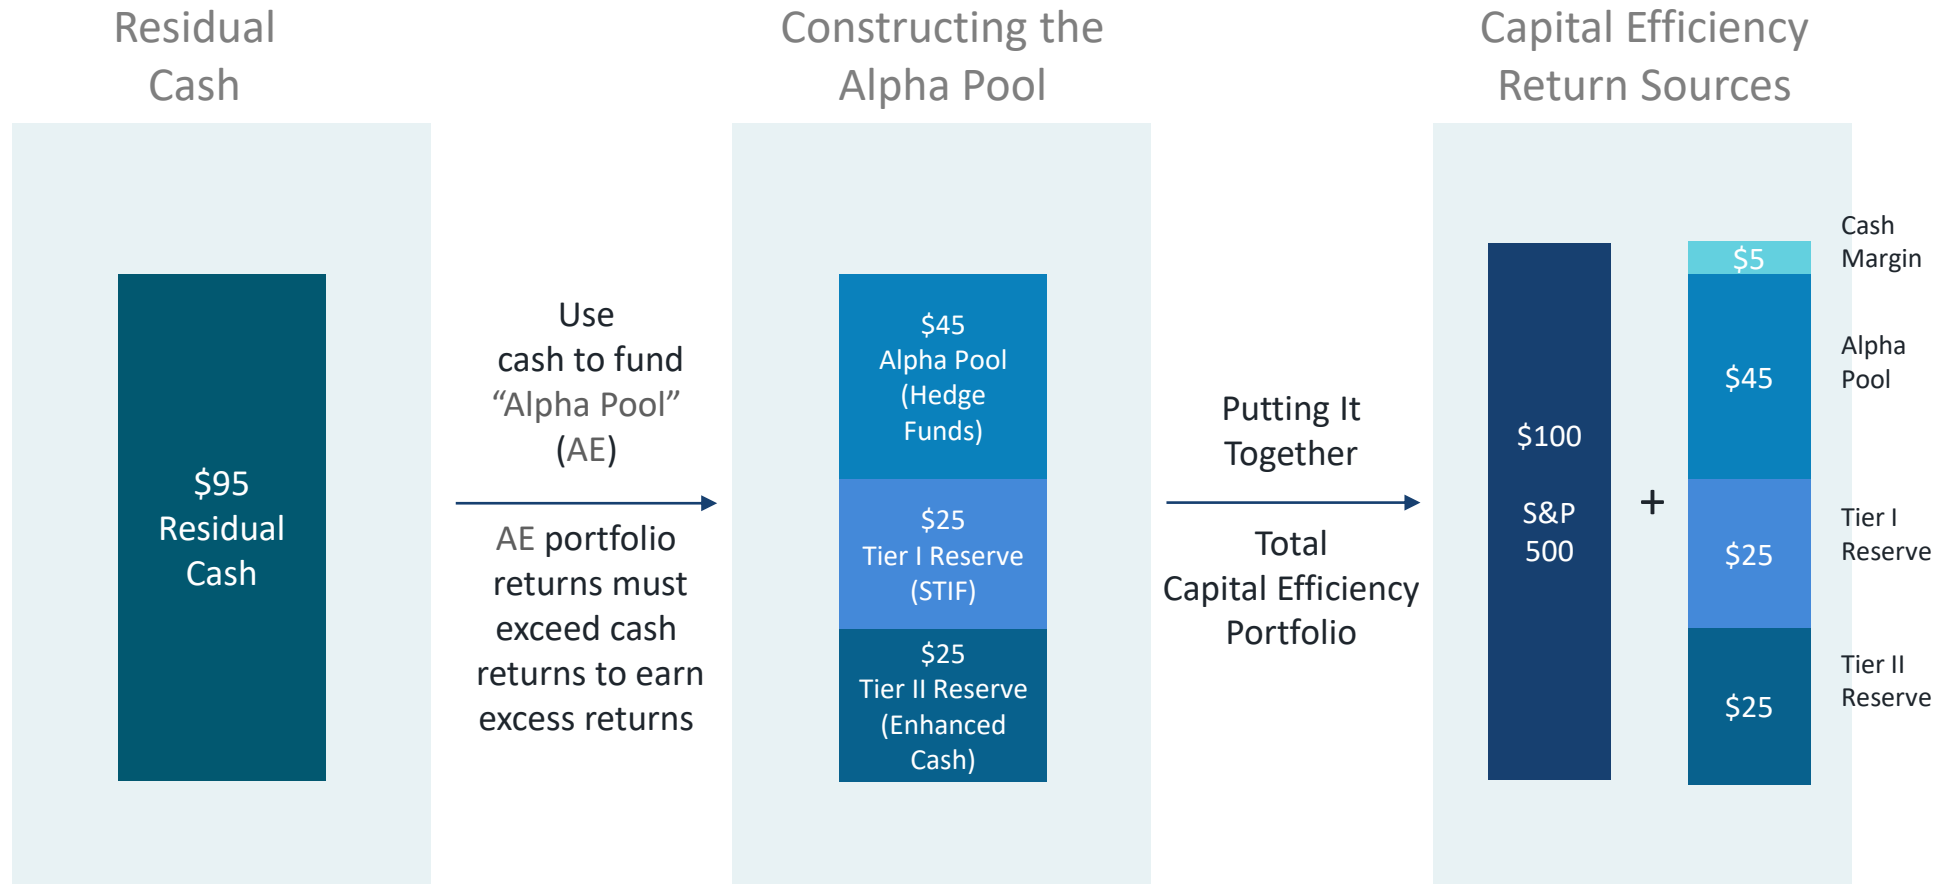 Residual
Cash
Constructing the
Alpha Pool
Capital Efficiency
Return Sources
$95
Residual
Cash
Use
cash to fund
“Alpha Pool”
(AE)
AE portfolio
returns must
exceed cash
returns to earn
excess returns
$45
Alpha Pool
(Hedge
Funds)
$25
Tier I Reserve
(STIF)
$25
Tier II Reserve
(Enhanced
Cash)
Putting It
Together
Total
Capital Efficiency
Portfolio
$100
S&P
500
+
$5
$45
$25
$25
Cash
Margin
Alpha
Pool
Tier I
Reserve
Tier II
Reserve